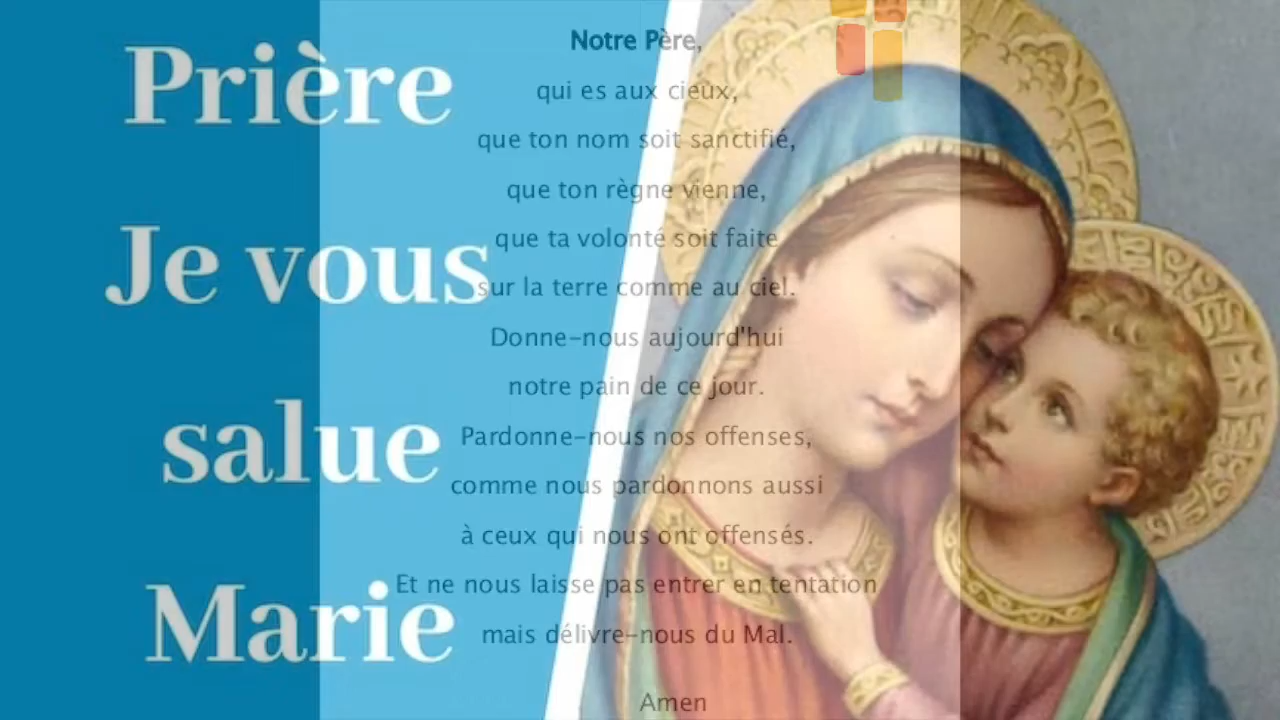 Prière
Je vous
salue
Marie
Notre Père,
qui es aux cieux,
que ton nom soit sanctifié,
que ton règne vienne,
que ta volonté soit faite
sur la terre comme au ciel.
Donne-nous aujourd'hui
notre pain de ce jour.
Pardonne-nous nos offenses,
comme nous pardonnons aussi
à ceux qui nous ont offensés.
Et ne nous laisse pas entrer en tentation
mais délivre-nous du Mal.
Amen